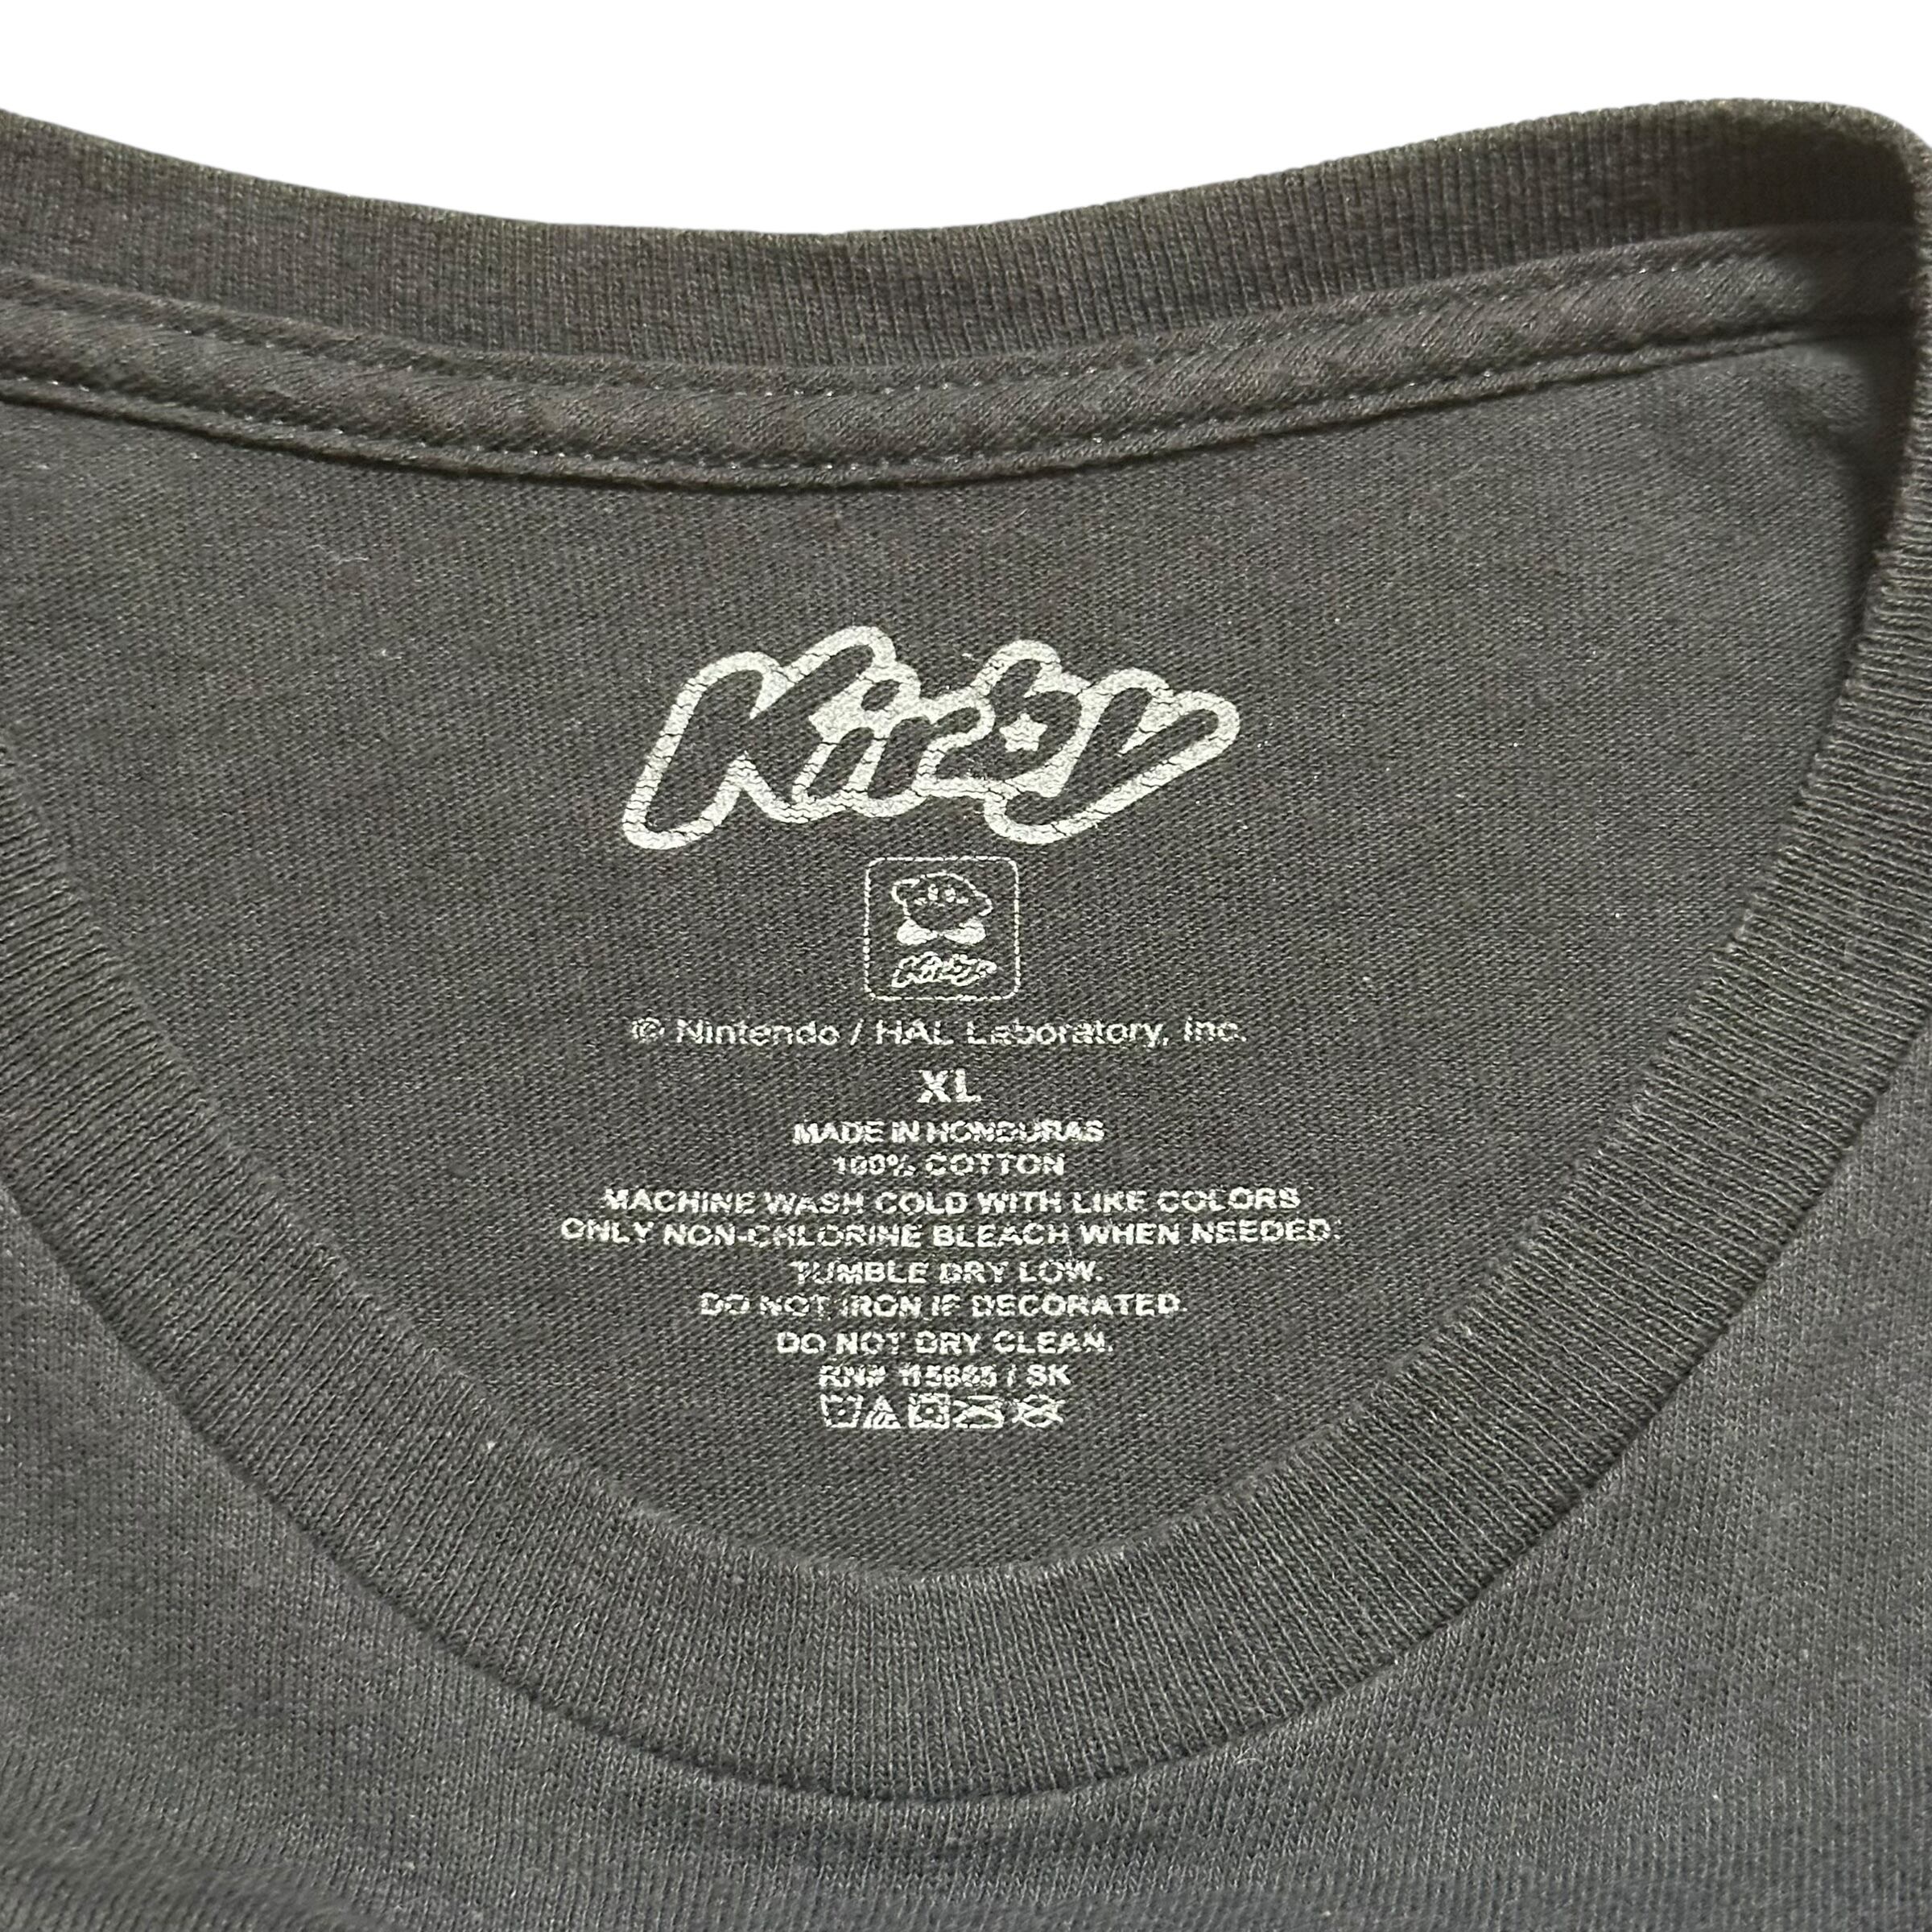 Kirby
Kirby
© Nintendo / HAL Laboratory, Inc.
XL
MADE IN HONDURAS
100% COTTON
MACHINE WASH COLD WITH LIKE COLORS
ONLY NON-CHLORINE BLEACH WHEN NEEDED.
TUMBLE DRY LOW.
DO NOT IRON IF DECORATED.
DO NOT DRY CLEAN.
RN# / SK